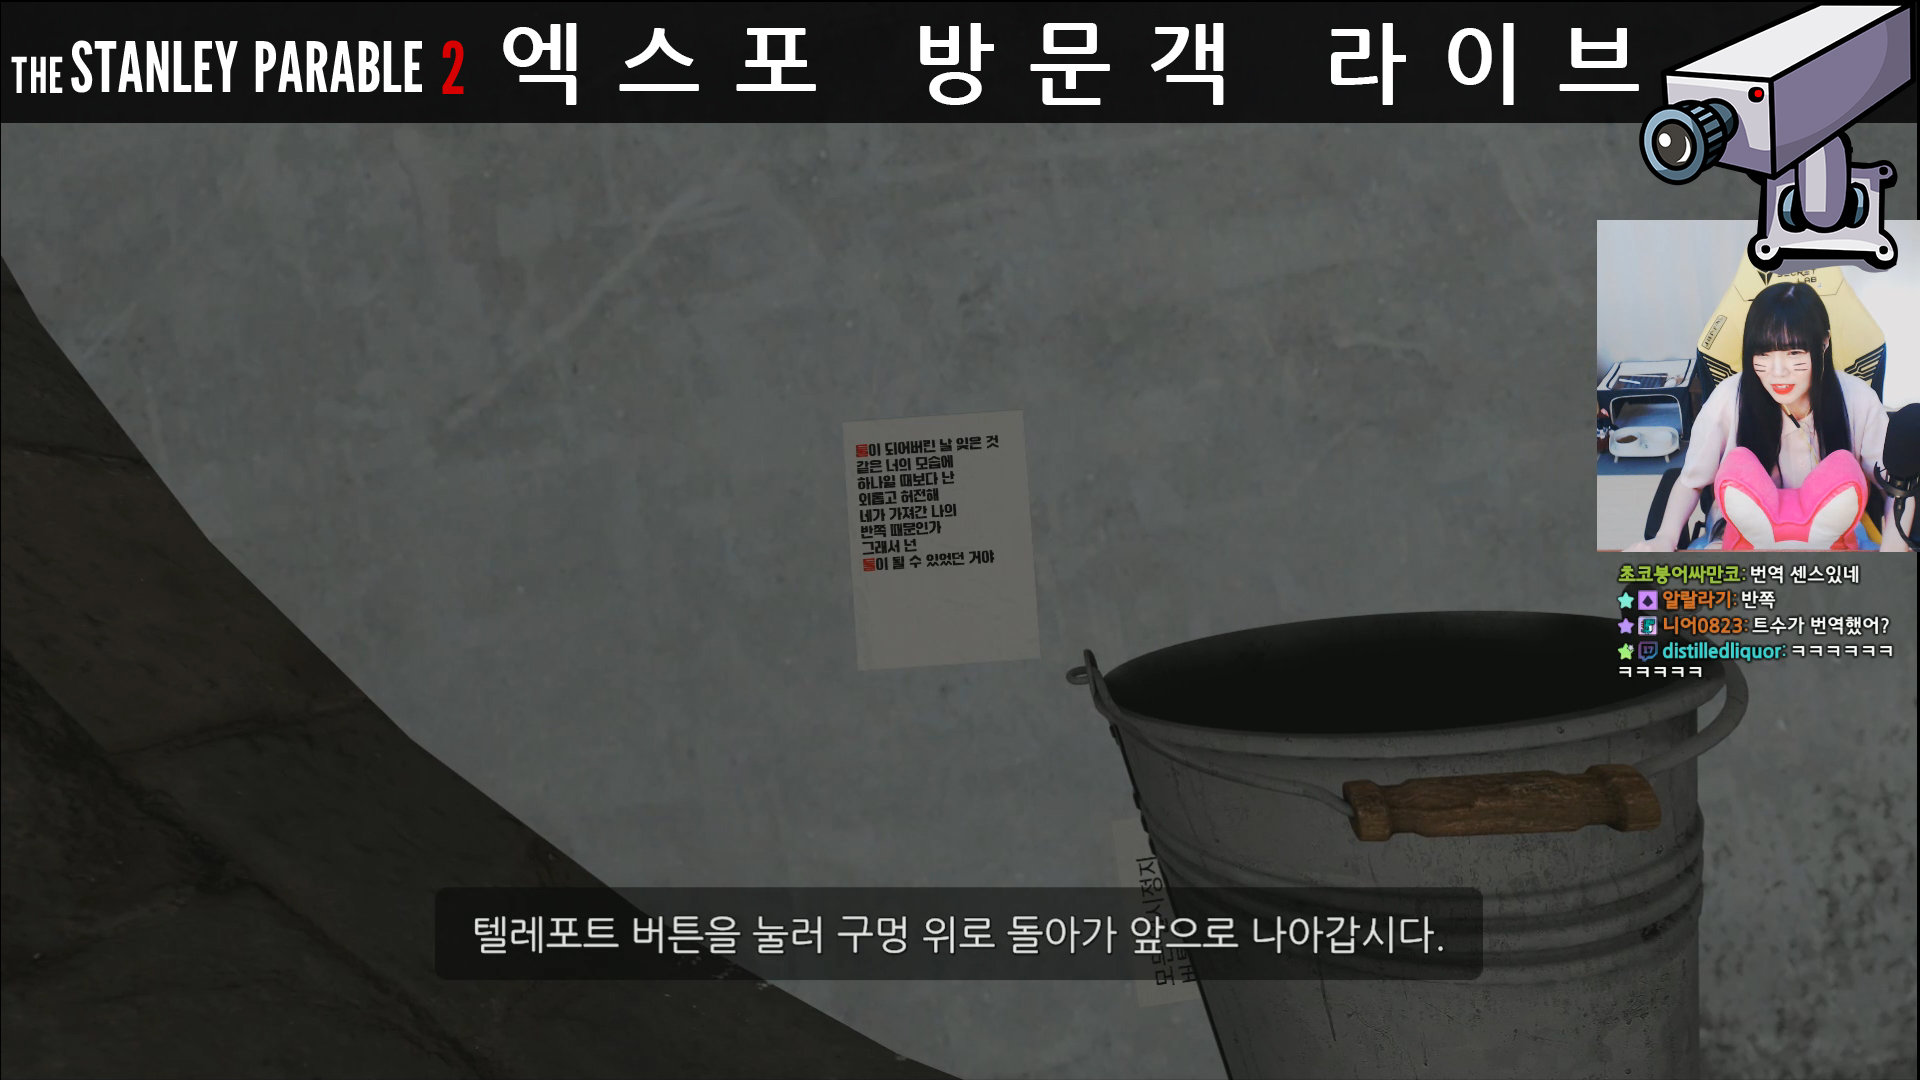 THE STANLEY PARABLE 2 엑스포 방문객 라이브
SECRET
LAB
둘이 되어버린 날 잊은 것
같은 너의 모습에
하나일 때보다 난
외롭고 허전해
네가 가져간 나의
반쪽 때문인가
그래서 넌
둘이 될 수 있었던 거야
초코붕어싸만코: 번역 센스있네
알랄라기: 반쪽
니어0823: 트수가 번역했어?
distilledliquor: ㅋㅋㅋㅋㅋㅋ
ㅋㅋㅋㅋㅋ
텔레포트 버튼을 눌러 구멍 위로 돌아가 앞으로 나아갑시다.